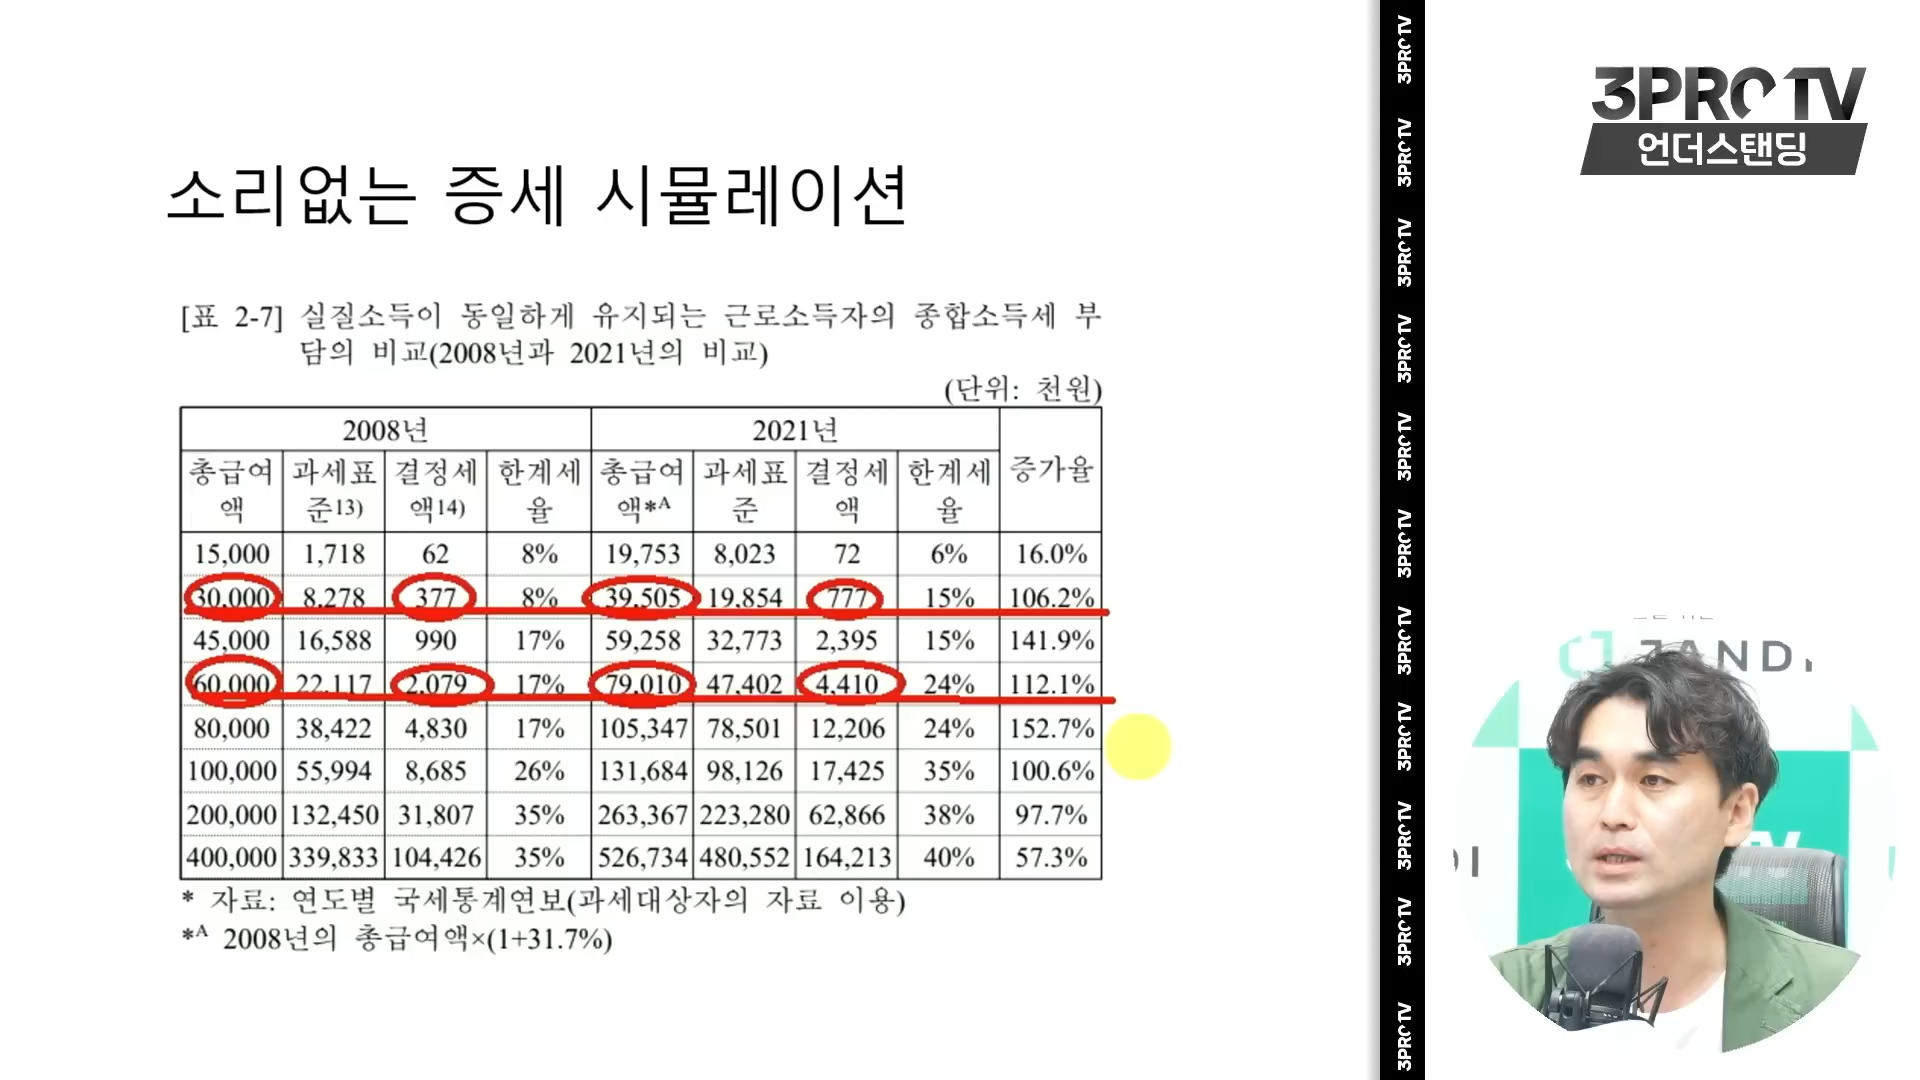 3PROTV
언더스탠딩
소리없는 증세 시뮬레이션
[표 2-7] 실질소득이 동일하게 유지되는 근로소득자의 종합소득세 부
담의 비교(2008년과 2021년의 비교)
(단위: 천원)
2008년 2021년 증가율
총급여액 과세표준13) 결정세액14) 한계세율 총급여액*A 과세표준 결정세액 한계세율
15,000 1,718 62 8% 19,753 8,023 72 6% 16.0%
30,000 8,278 377 8% 39,505 19,854 777 15% 106.2%
45,000 16,588 990 17% 59,258 32,773 2,395 15% 141.9%
60,000 22,117 2,079 17% 79,010 47,402 4,410 24% 112.1%
80,000 38,422 4,830 17% 105,347 78,501 12,206 24% 152.7%
100,000 55,994 8,685 26% 131,684 98,126 17,425 35% 100.6%
200,000 132,450 31,807 35% 263,367 223,280 62,866 38% 97.7%
400,000 339,833 104,426 35% 526,734 480,552 164,213 40% 57.3%
* 자료: 연도별 국세통계연보(과세대상자의 자료 이용)
*A 2008년의 총급여액×(1+31.7%)
3PROTV
3PROTV
3PROTV
3PROTV
3PROTV
3PROTV
3PROTV
3PROTV
3PROTV
3PROTV
3PROTV
JANDI